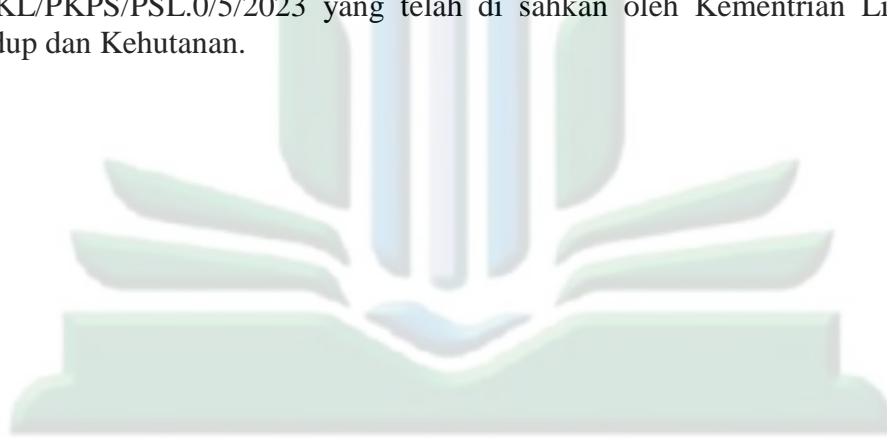 KL/PKPS/PSL.0/5/2023 yang telah di sahkan oleh Kementrian Li
dup dan Kehutanan.